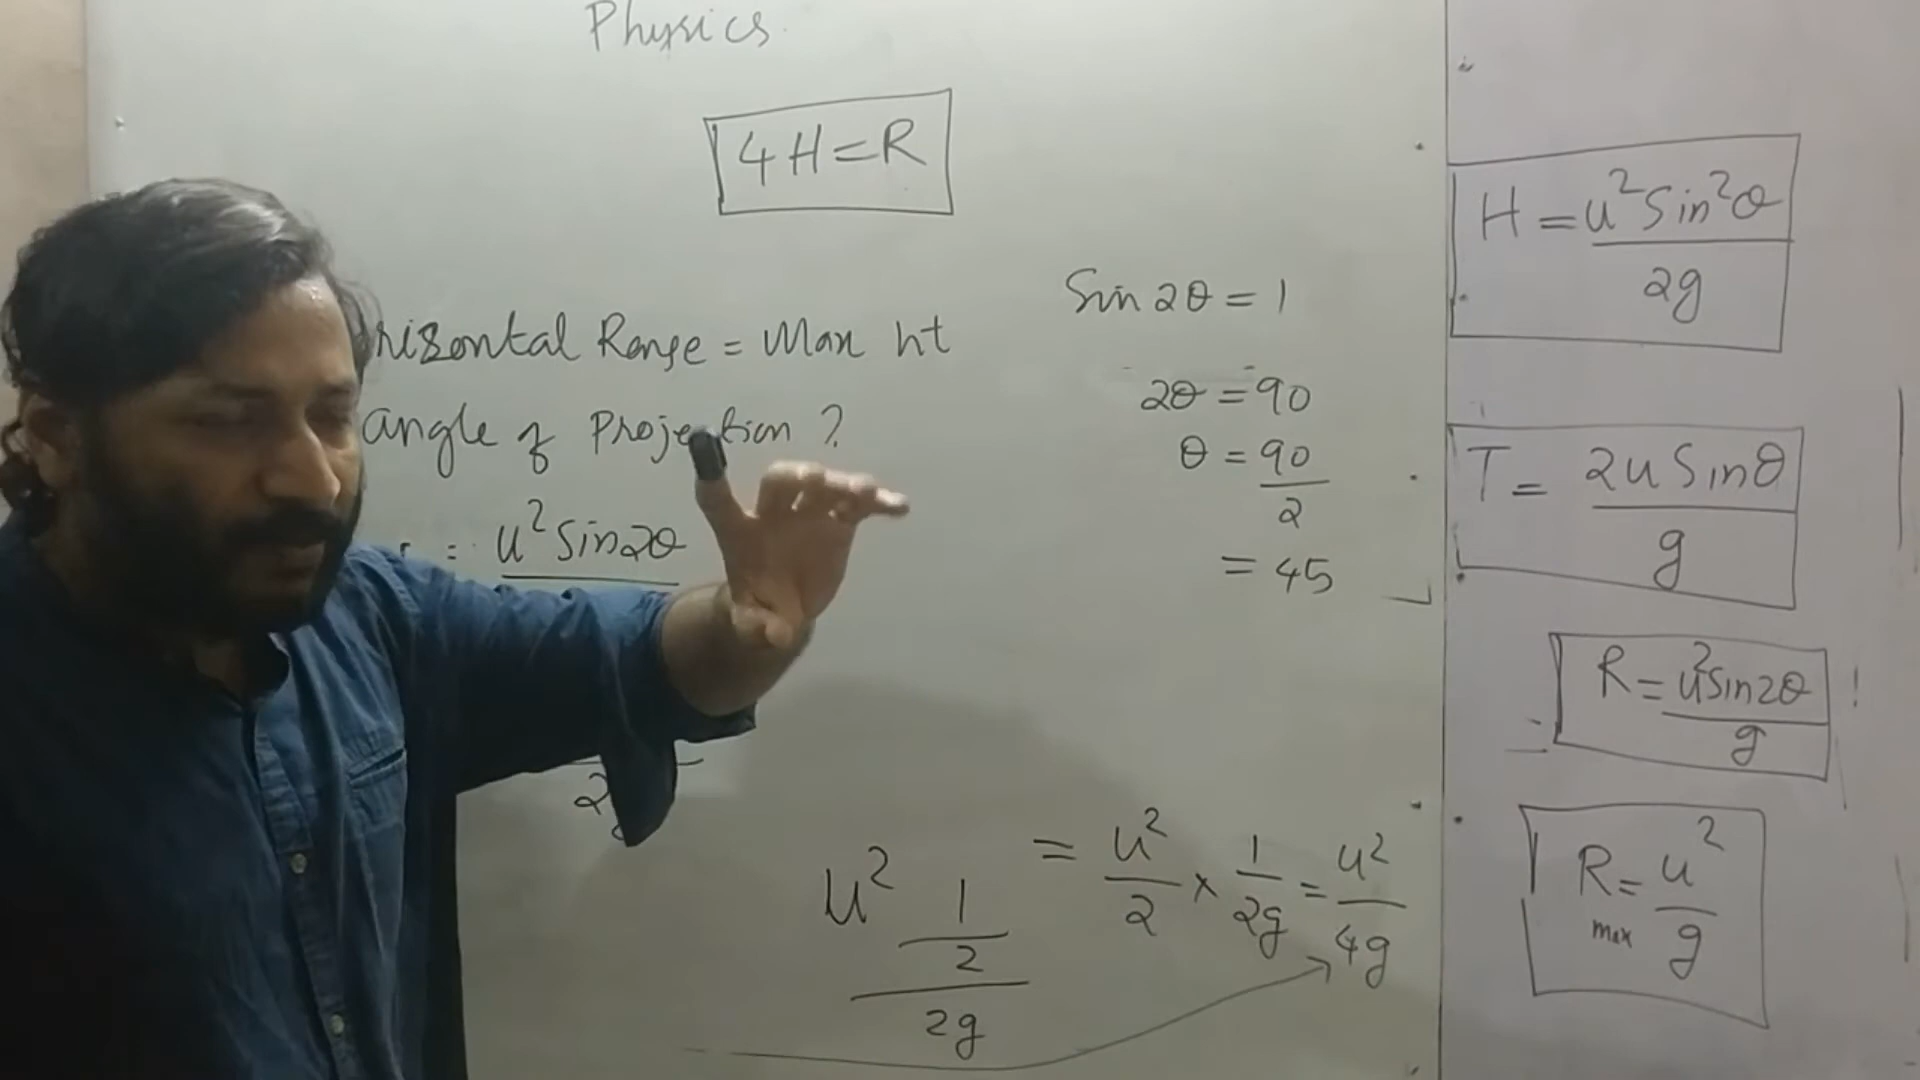 Physics
4H = R
rizontal Range = Max ht
angle of Projection ?
= u² Sin2θ
2g
Sin 2θ = 1
2θ = 90
θ = 90/2
= 45
u² 1/2 / 2g = u²/2 × 1/2g = u²/4g
H = u² Sin²θ / 2g
T = 2u Sinθ / g
R = u² Sin2θ / g
R max = u² / g